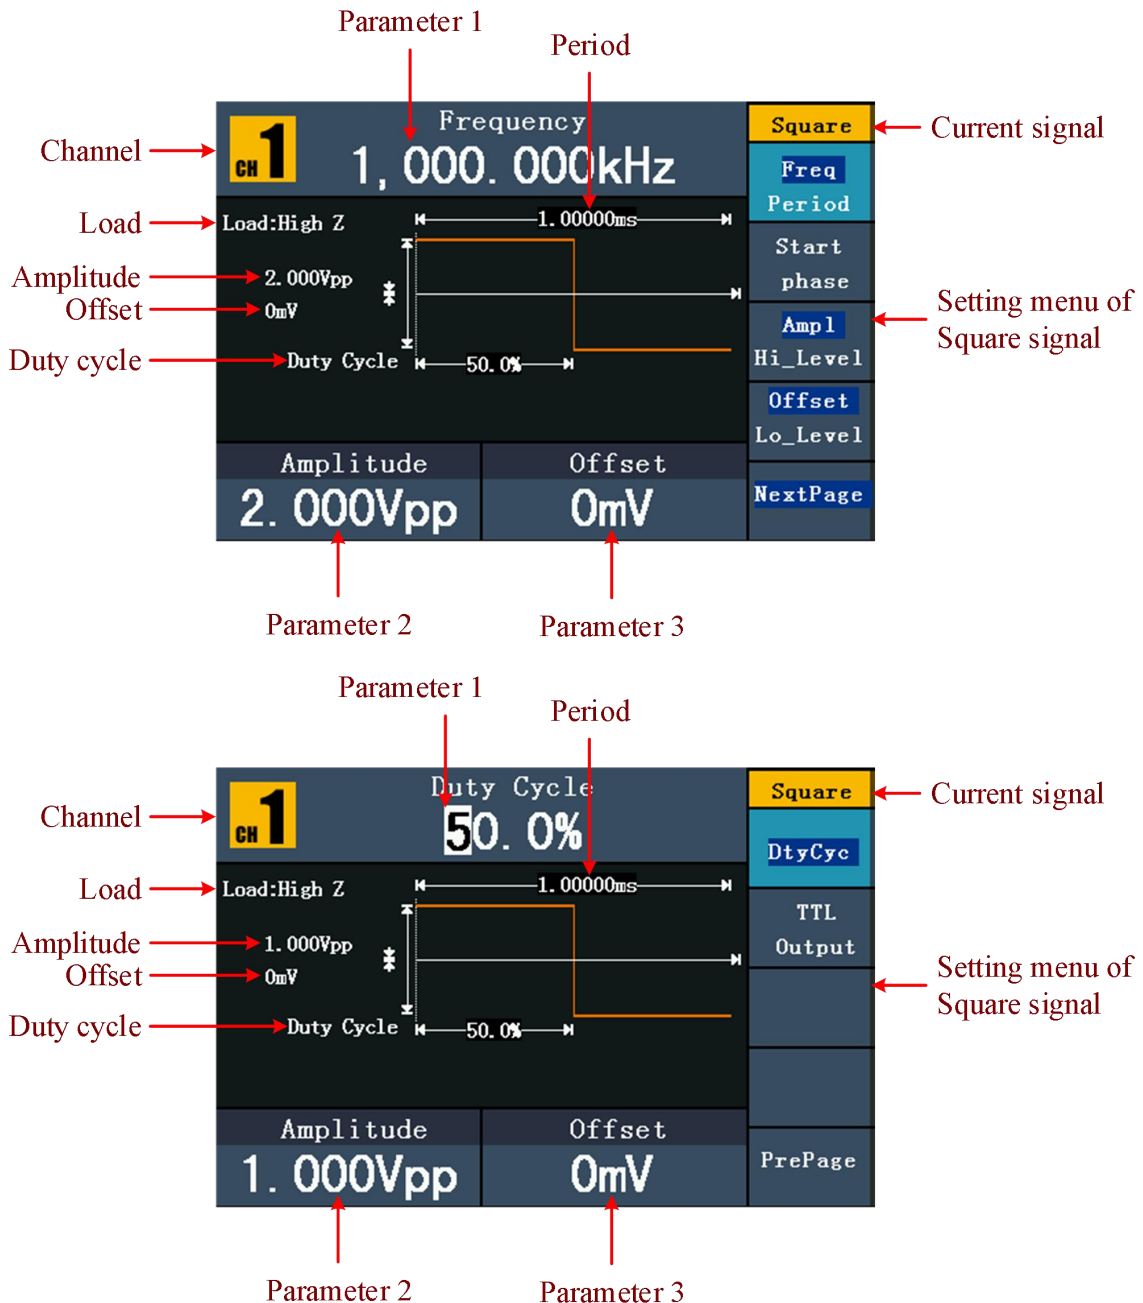 Parameter 1
Period
Channel
CH 1
Frequency
1,000.000kHz
Square
Current signal
Freq
Period
Load
Load:High Z
1.00000ms
Start
phase
Amplitude
2.000Vpp
Offset
0mV
Ampl
Hi_Level
Setting menu of
Square signal
Duty cycle
Duty Cycle
50.0%
Offset
Lo_Level
Amplitude
2.000Vpp
Offset
0mV
NextPage
Parameter 2
Parameter 3
Parameter 1
Period
Channel
CH 1
Duty Cycle
50.0%
Square
Current signal
DtyCyc
Load
Load:High Z
1.00000ms
TTL
Output
Amplitude
1.000Vpp
Offset
0mV
Setting menu of
Square signal
Duty cycle
Duty Cycle
50.0%
Amplitude
1.000Vpp
Offset
0mV
PrePage
Parameter 2
Parameter 3